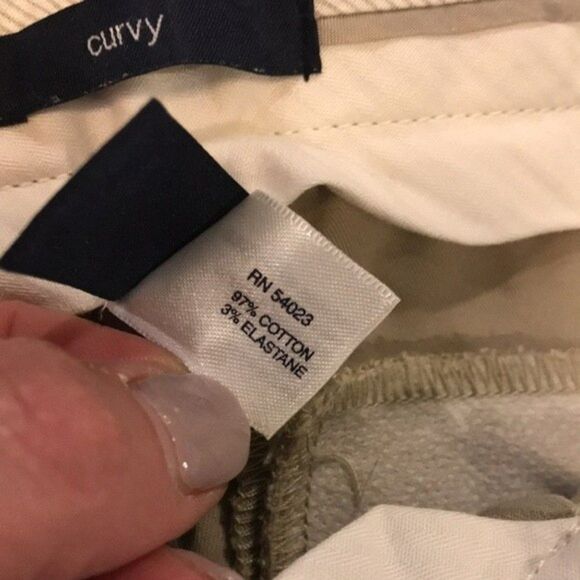 curvy
RN 54023
97% COTTON
3% ELASTANE